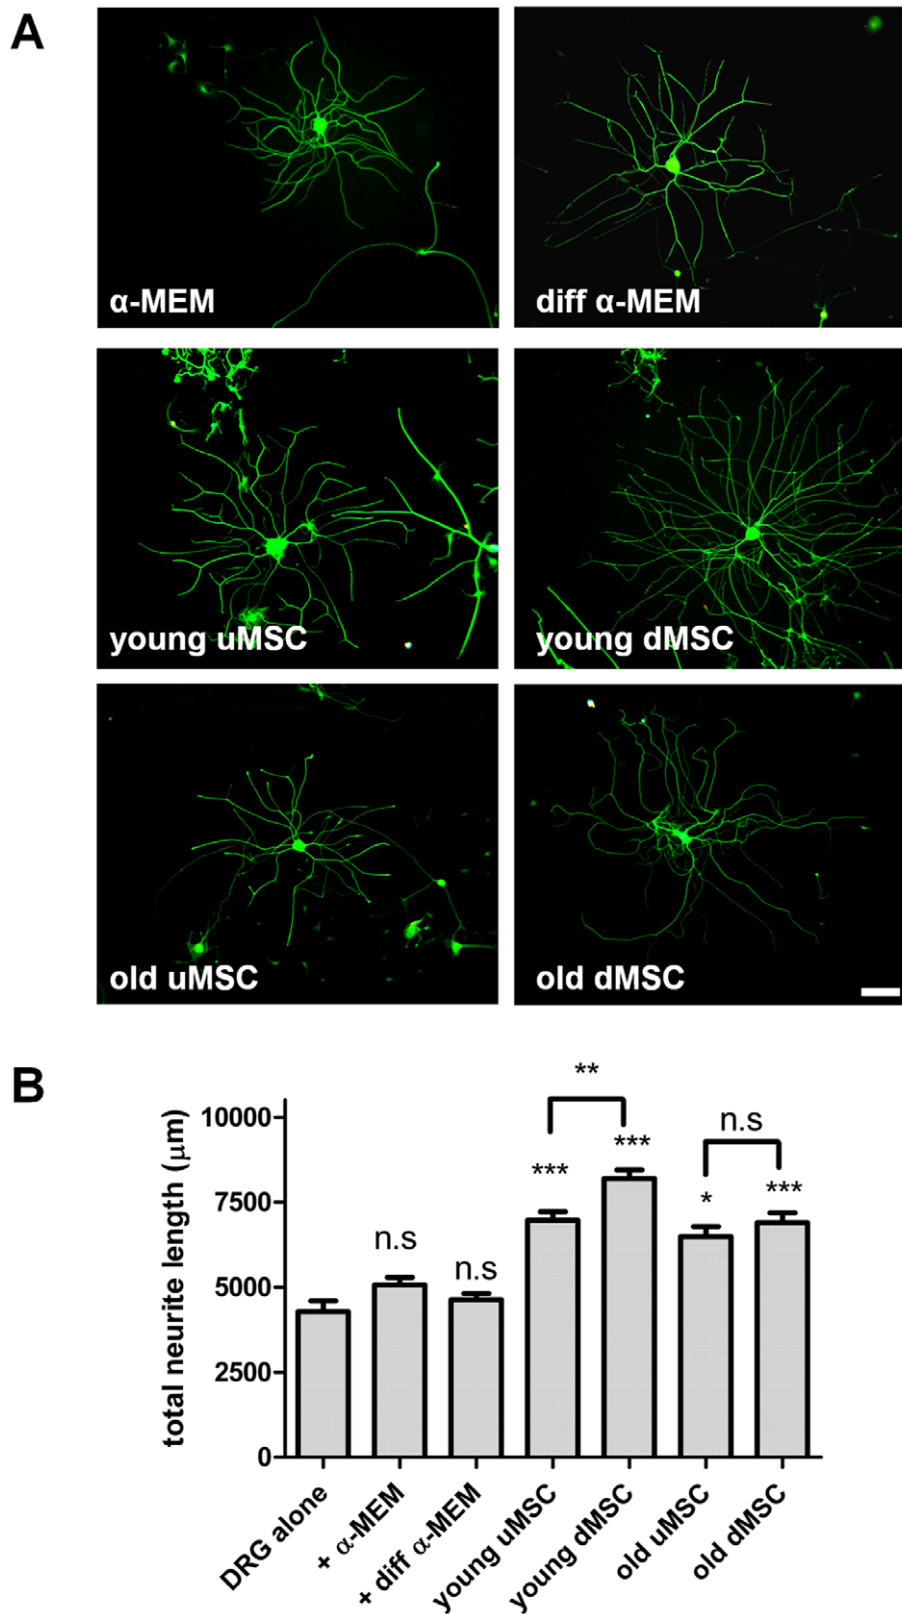 A
α-MEM
diff α-MEM
young uMSC
young dMSC
old uMSC
old dMSC
B
total neurite length (μm)
10000
7500
5000
2500
0
n.s
n.s
***
**
***
*
n.s
***
DRG alone
+ α-MEM
+ diff α-MEM
young uMSC
young dMSC
old uMSC
old dMSC